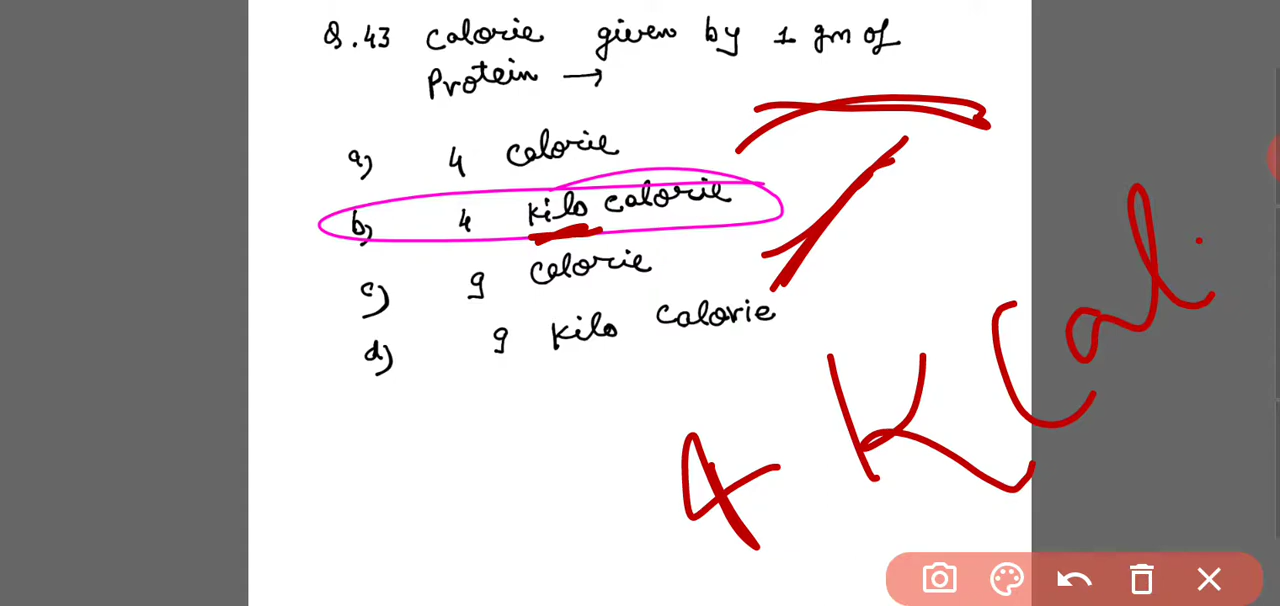 Q.43 Calorie given by 1 gm of
Protein →
a) 4 Calorie
b) 4 kilo calorie
c) 9 Calorie
d) 9 kilo Calorie
4 K Cal.